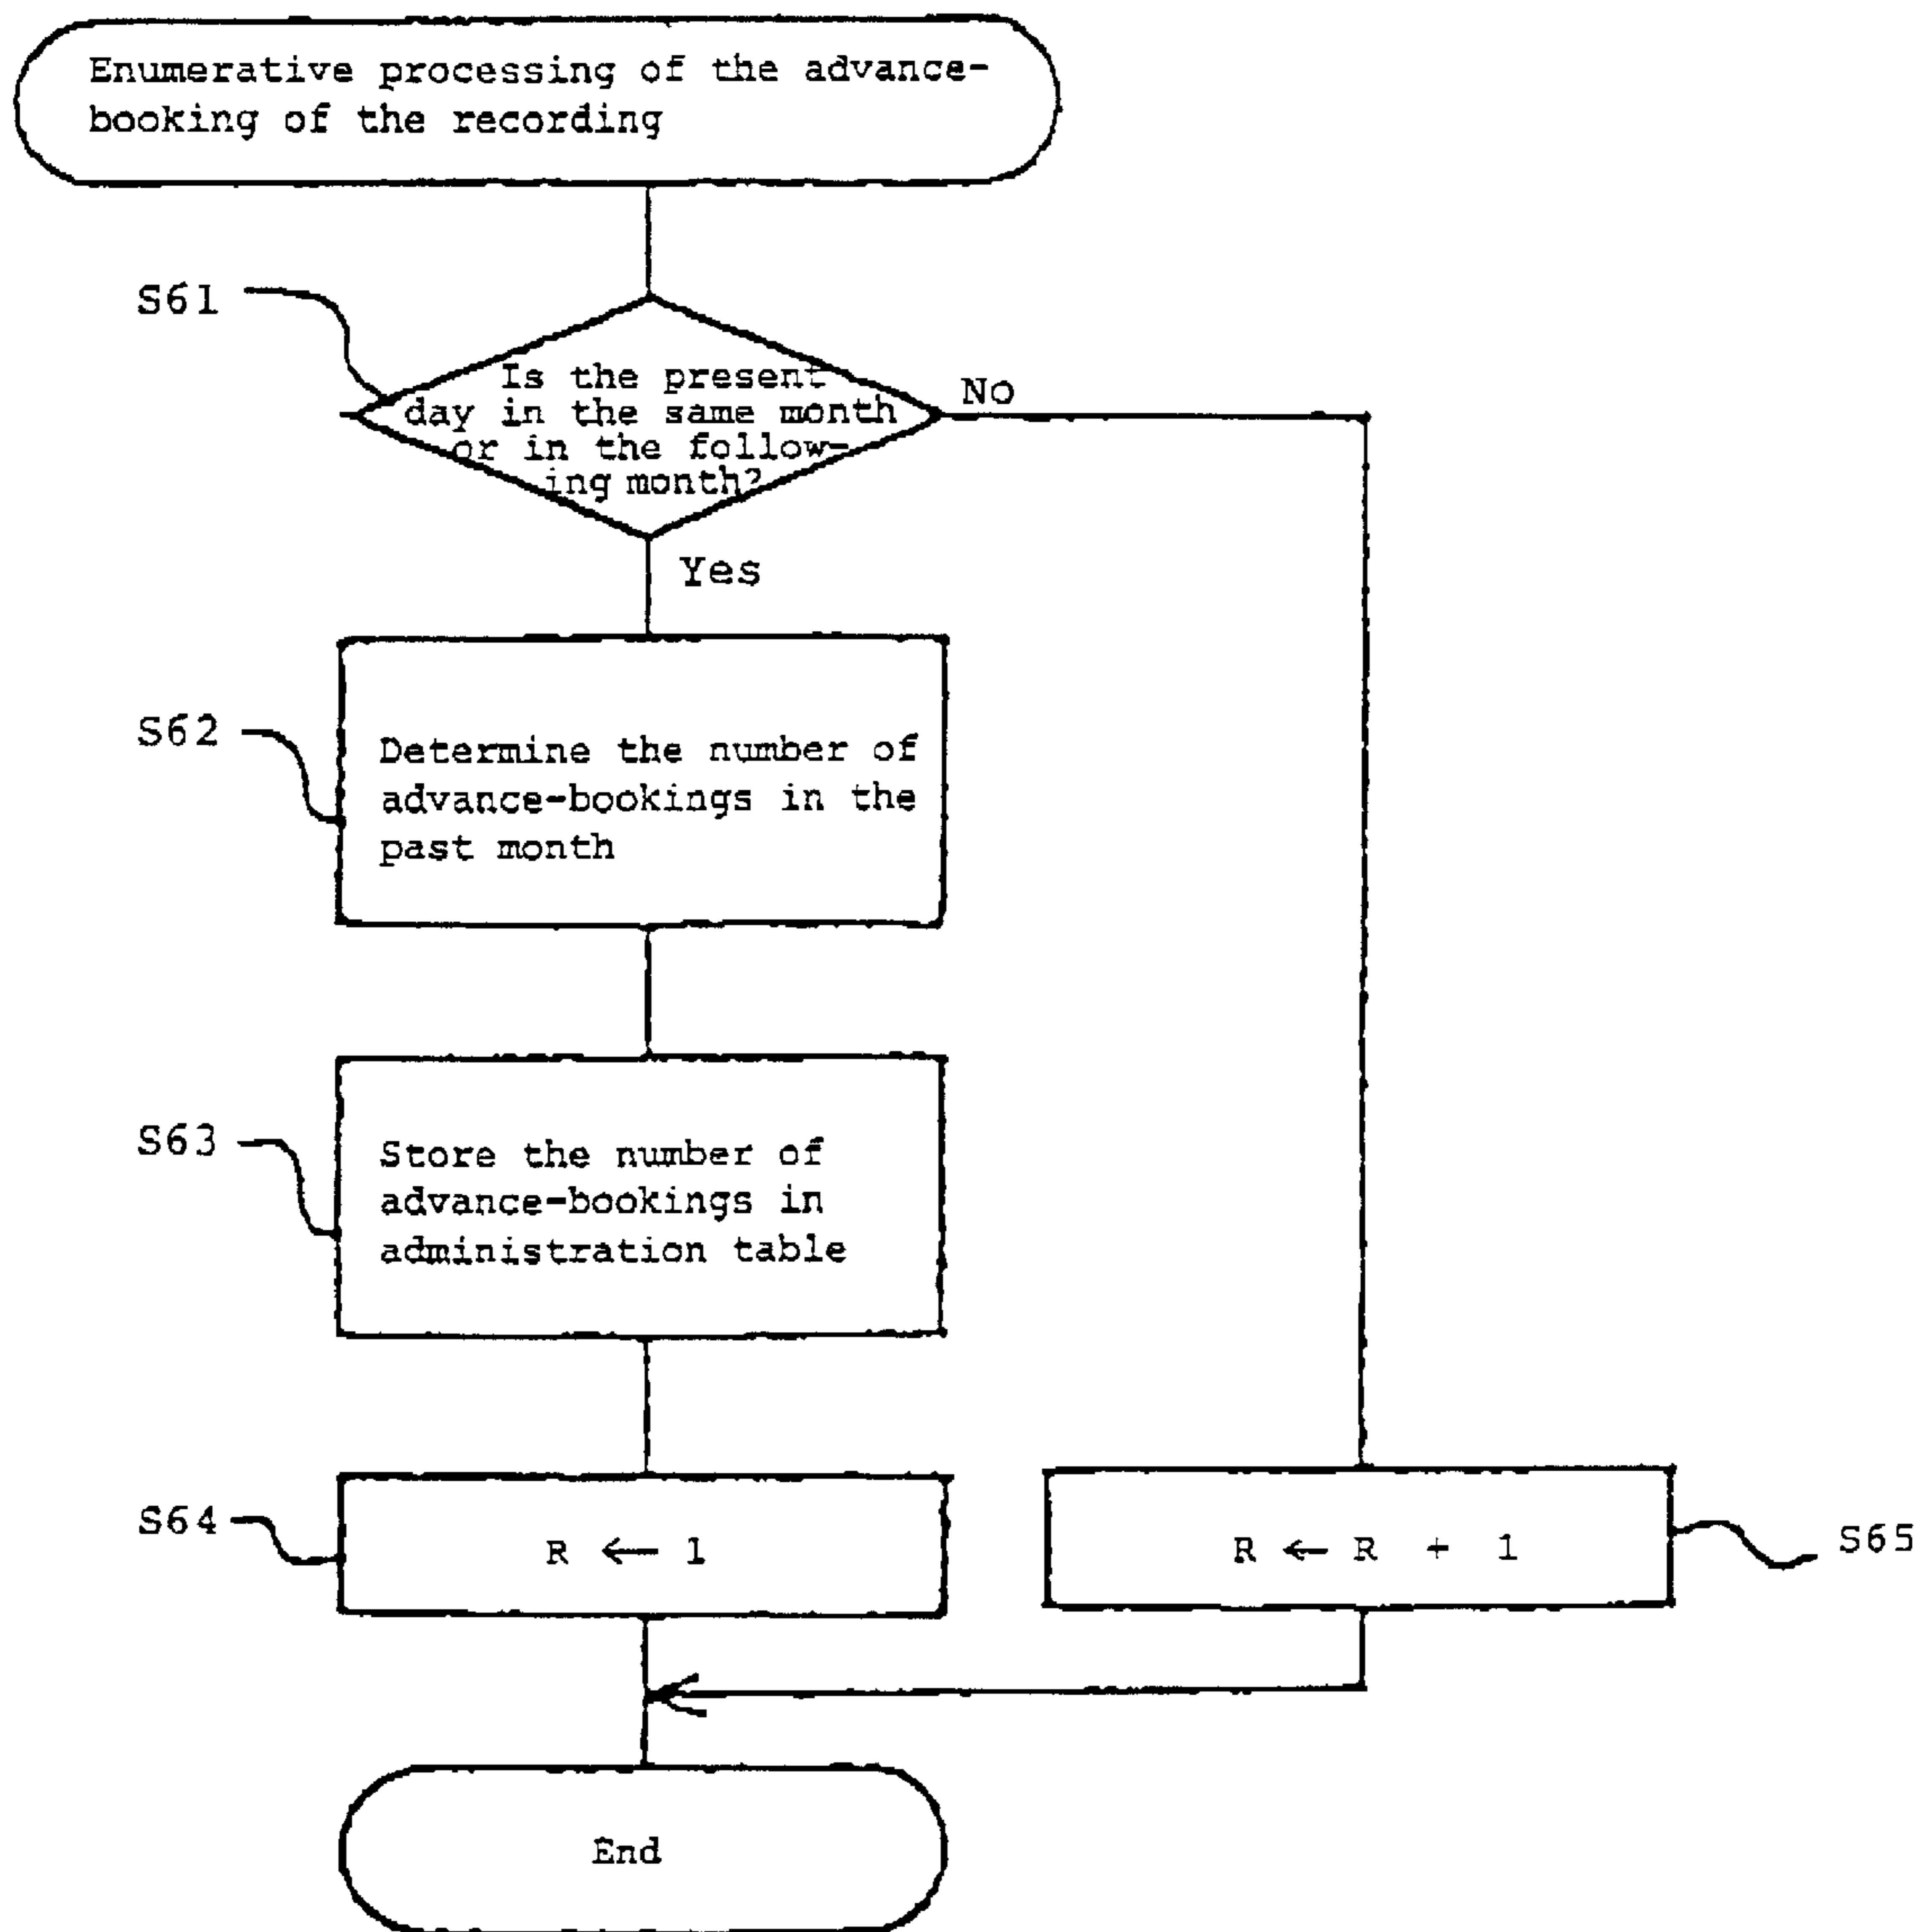 Enumerative processing of the advance-
booking of the recording
S61
Is the present
day in the same month
or in the follow-
ing month?
No
Yes
S62
Determine the number of
advance-bookings in the
past month
S63
Store the number of
advance-bookings in
administration table
S64
R ← 1
R ← R + 1
S65
End